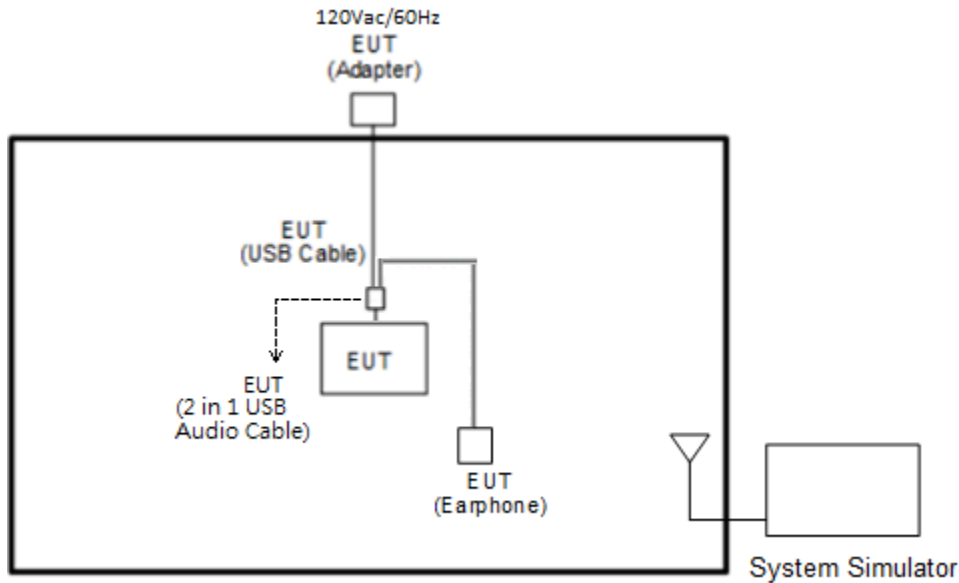 120Vac/60Hz
EUT
(Adapter)
EUT
(USB Cable)
EUT
EUT
(2 in 1 USB
Audio Cable)
EUT
(Earphone)
System Simulator